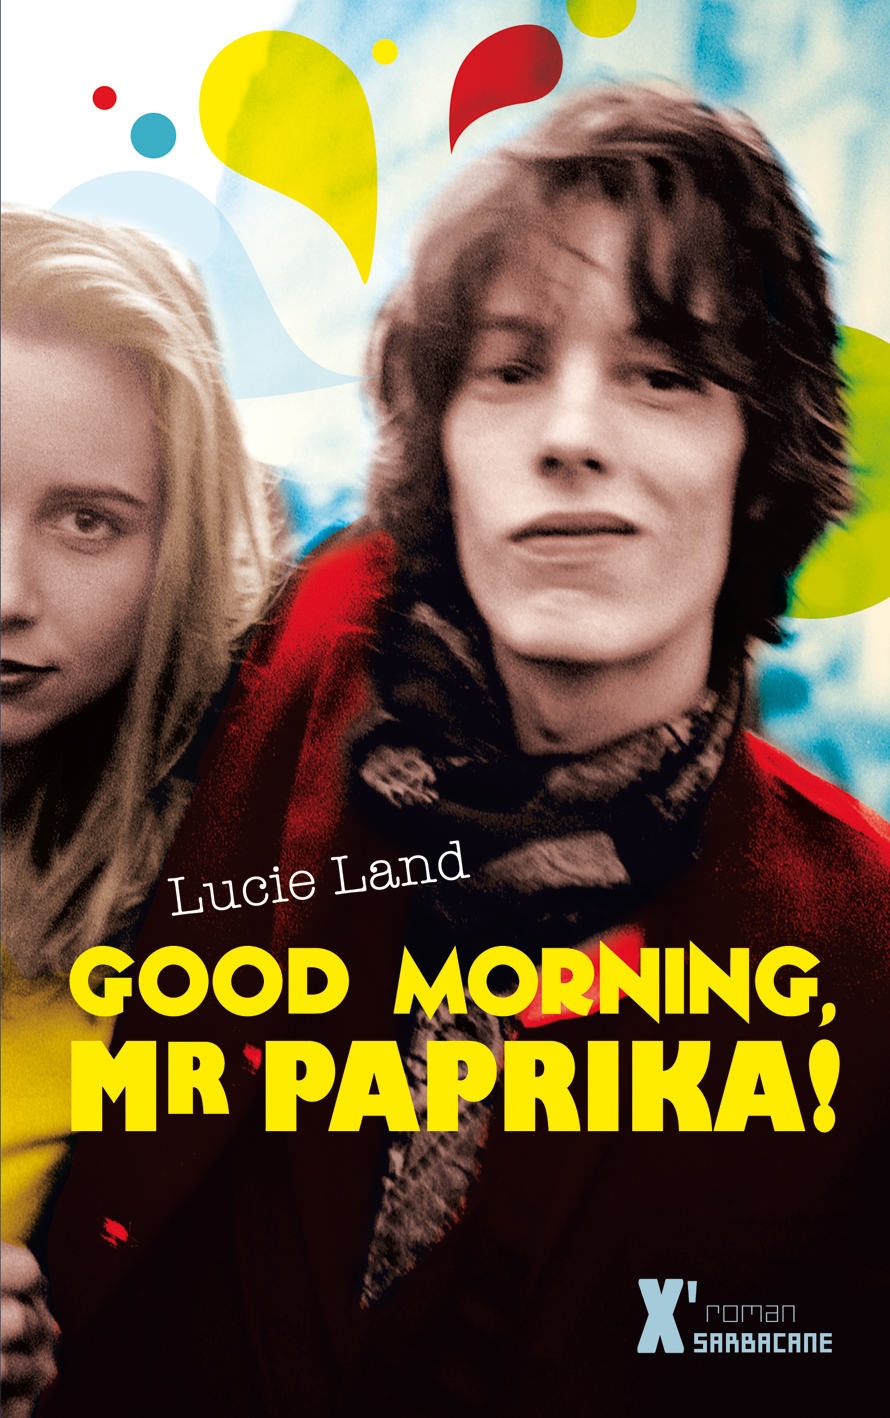 Lucie Land
GOOD MORNING,
MR PAPRIKA!
X' roman
SARBACANE